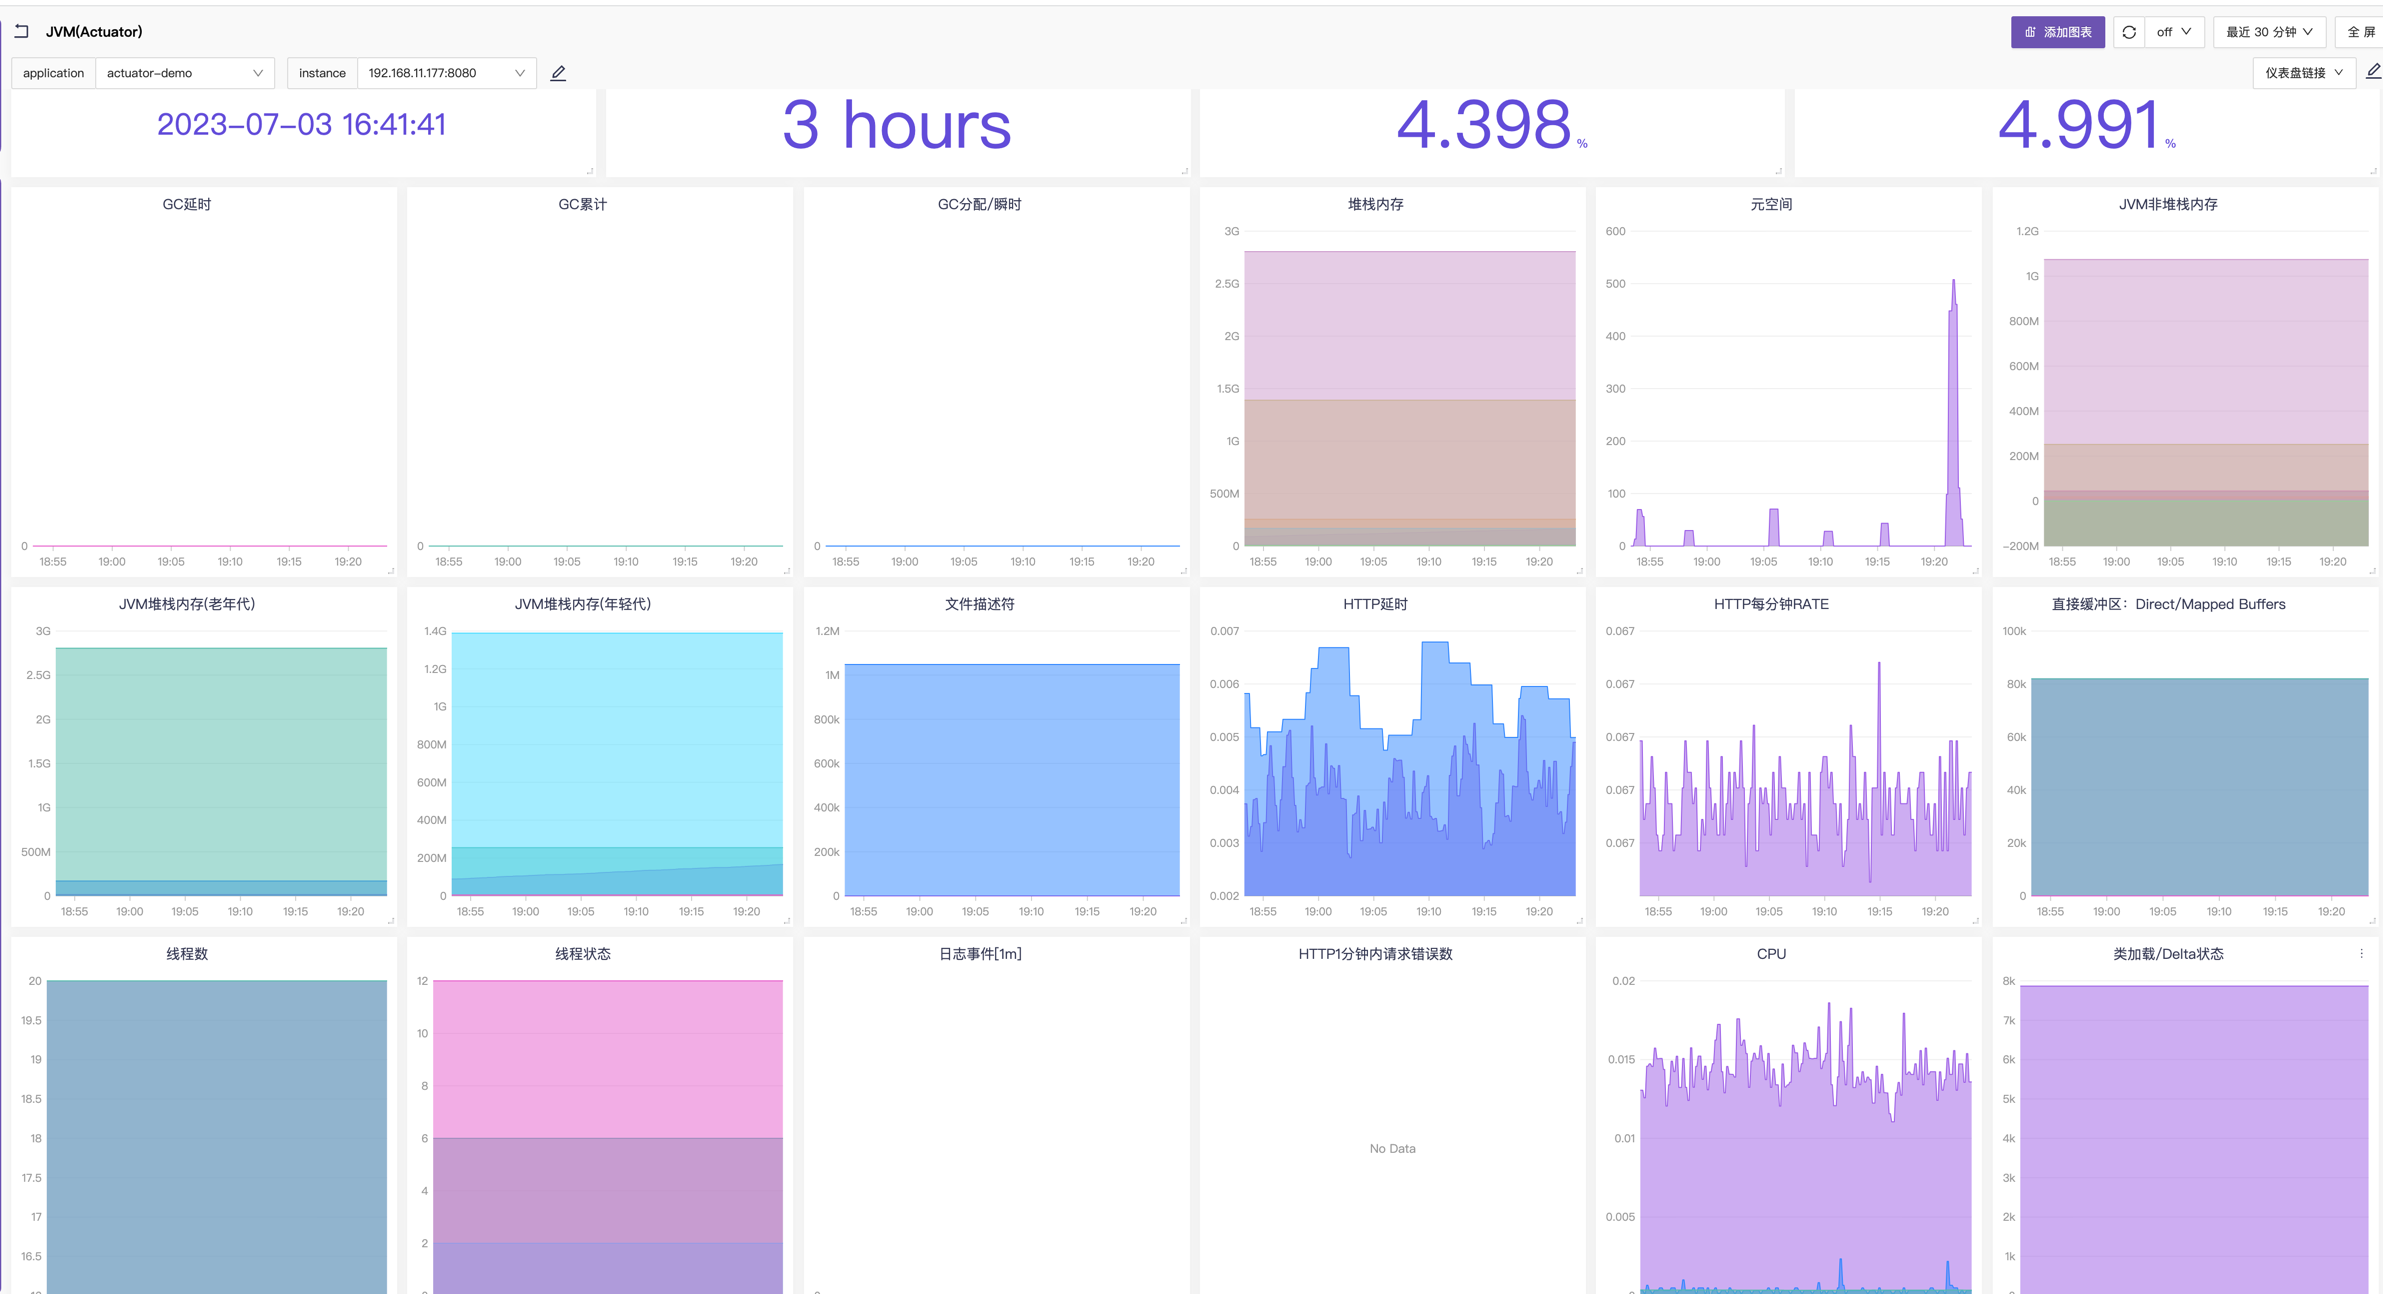 JVM(Actuator)
添加图表
off
最近 30 分钟
全 屏
application
actuator-demo
instance
192.168.11.177:8080
仪表盘链接
2023-07-03 16:41:41
3 hours
4.398 %
4.991 %
GC延时
0
18:55 19:00 19:05 19:10 19:15 19:20
GC累计
0
18:55 19:00 19:05 19:10 19:15 19:20
GC分配/瞬时
0
18:55 19:00 19:05 19:10 19:15 19:20
堆栈内存
3G
2.5G
2G
1.5G
1G
500M
0
18:55 19:00 19:05 19:10 19:15 19:20
元空间
600
500
400
300
200
100
0
18:55 19:00 19:05 19:10 19:15 19:20
JVM非堆栈内存
1.2G
1G
800M
600M
400M
200M
0
-200M
18:55 19:00 19:05 19:10 19:15 19:20
JVM堆栈内存(老年代)
3G
2.5G
2G
1.5G
1G
500M
0
18:55 19:00 19:05 19:10 19:15 19:20
JVM堆栈内存(年轻代)
1.4G
1.2G
1G
800M
600M
400M
200M
0
18:55 19:00 19:05 19:10 19:15 19:20
文件描述符
1.2M
1M
800k
600k
400k
200k
0
18:55 19:00 19:05 19:10 19:15 19:20
HTTP延时
0.007
0.006
0.005
0.004
0.003
0.002
18:55 19:00 19:05 19:10 19:15 19:20
HTTP每分钟RATE
0.067
0.067
0.067
0.067
0.067
18:55 19:00 19:05 19:10 19:15 19:20
直接缓冲区：Direct/Mapped Buffers
100k
80k
60k
40k
20k
0
18:55 19:00 19:05 19:10 19:15 19:20
线程数
20
19.5
19
18.5
18
17.5
17
16.5
线程状态
12
10
8
6
4
2
日志事件[1m]
HTTP1分钟内请求错误数
No Data
CPU
0.02
0.015
0.01
0.005
类加载/Delta状态
8k
7k
6k
5k
4k
3k
2k
1k